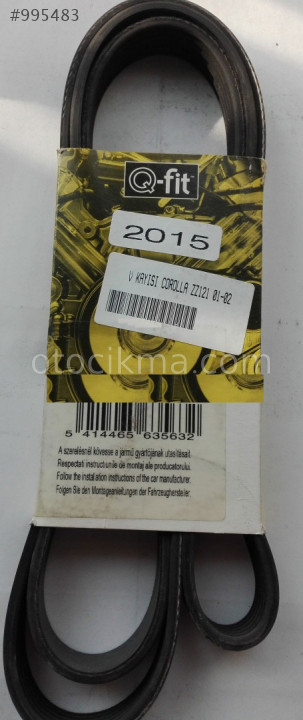 #995483
Q-fit
2015
V KAYISI COROLLA ZZ121 01-02
otocikma.com
5 414465 635632
A szerelésnél kövesse a jármű gyártójának utasításait.
Respectati instructiunile de montaj ale producatorului.
Follow the installation instructions of the car manufacturer.
Folgen Sie den Montageanleitungen der Fahrzeughersteller.